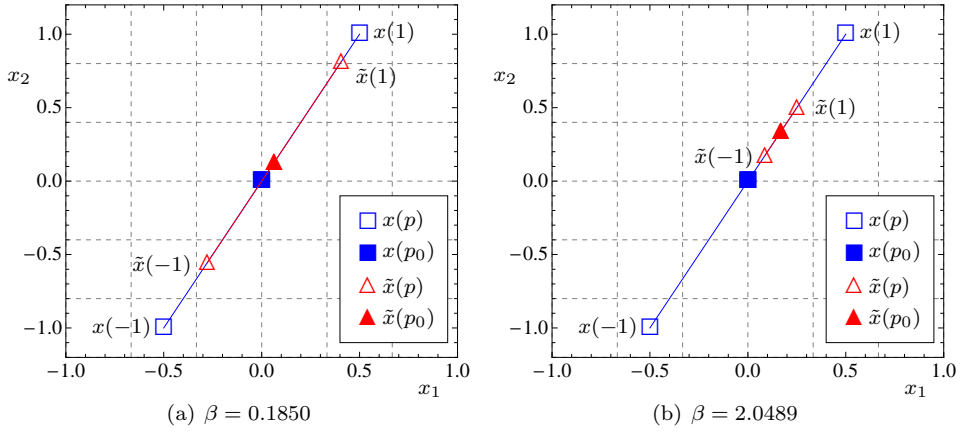 1.0
x(1)
x₂
x̃(1)
0.5
0.0
x(p)
x(p₀)
−0.5
x̃(−1)
x̃(p)
x̃(p₀)
−1.0
x(−1)
−1.0 −0.5 0.0 0.5 1.0
x₁
(a) β = 0.1850
1.0
x(1)
x₂
0.5
x̃(1)
x̃(−1)
0.0
x(p)
x(p₀)
−0.5
x̃(p)
x̃(p₀)
−1.0
x(−1)
−1.0 −0.5 0.0 0.5 1.0
x₁
(b) β = 2.0489